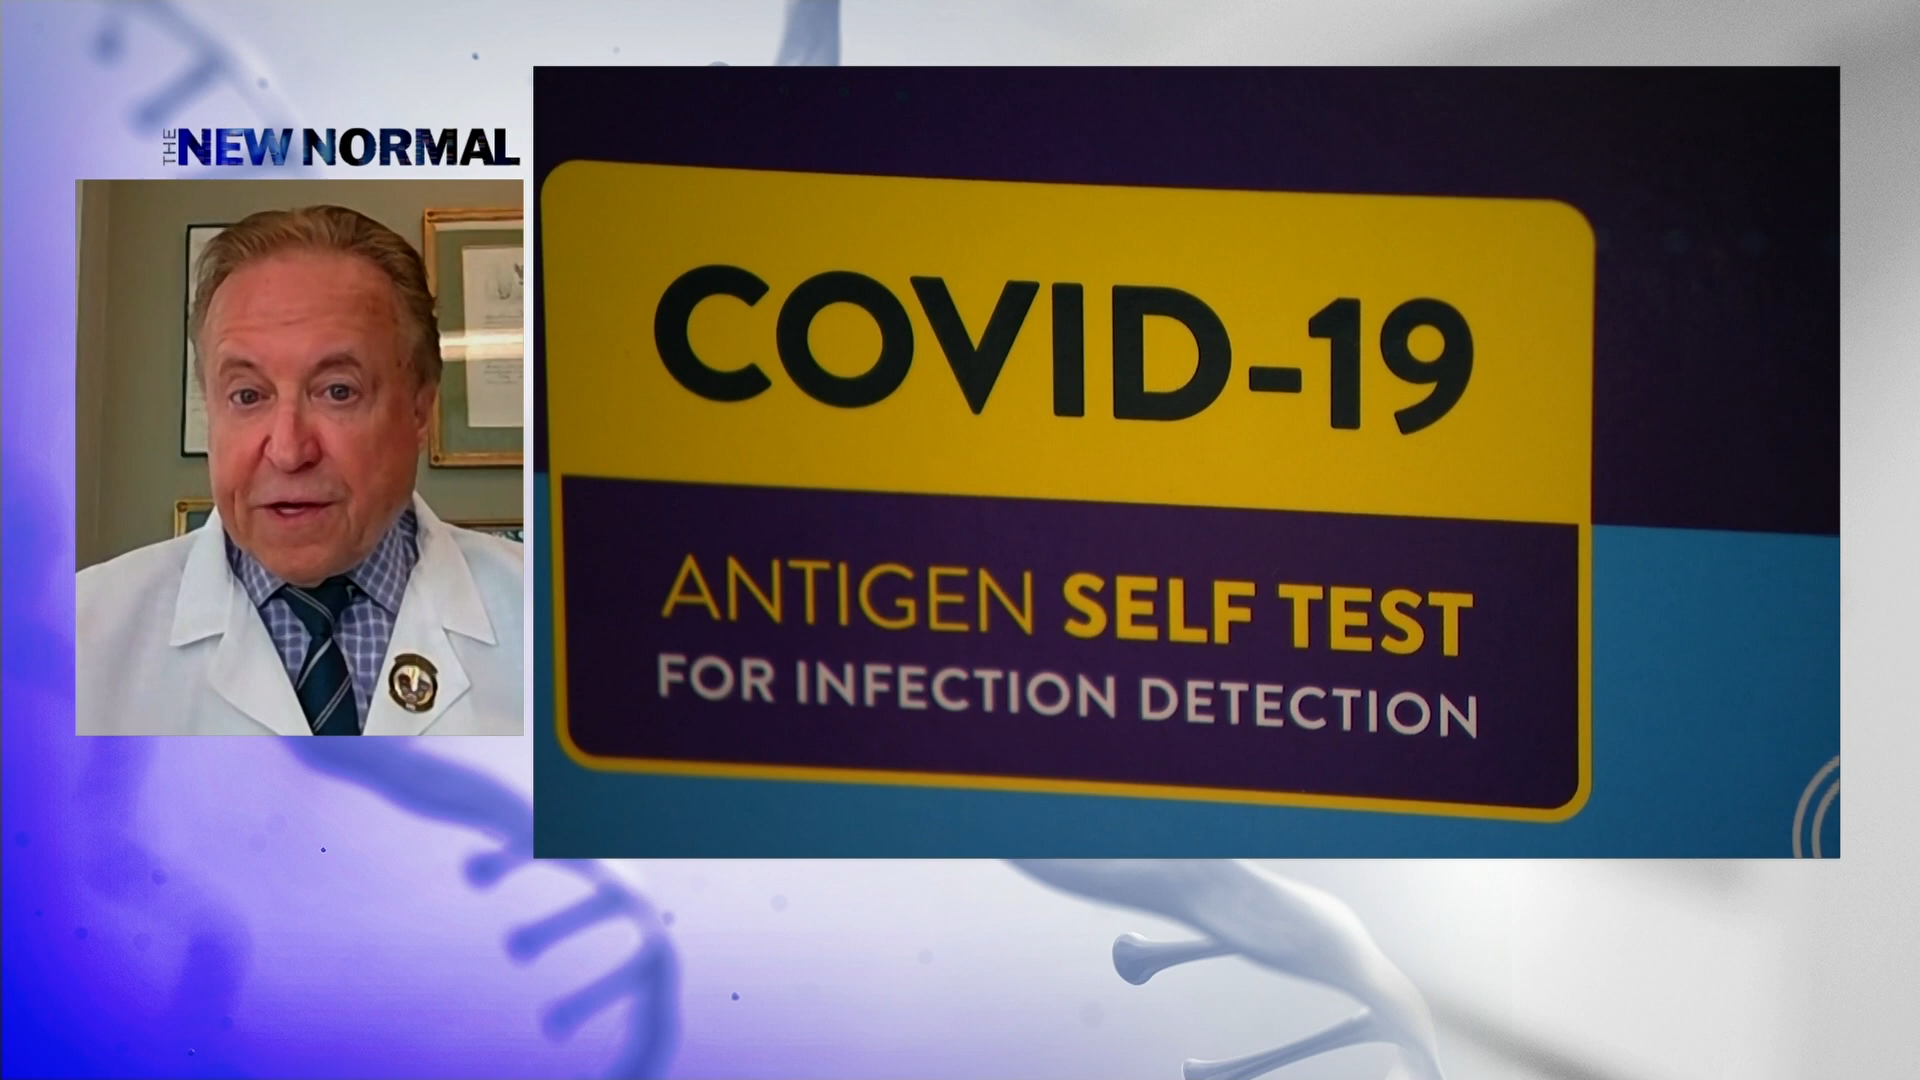 THE NEW NORMAL
COVID-19
ANTIGEN SELF TEST
FOR INFECTION DETECTION